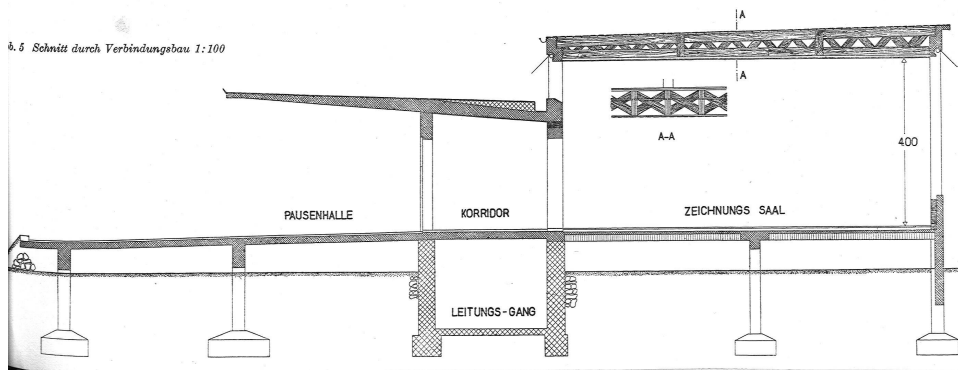 b. 5 Schnitt durch Verbindungsbau 1:100
A
A
A-A
400
PAUSENHALLE
KORRIDOR
ZEICHNUNGS SAAL
LEITUNGS-GANG